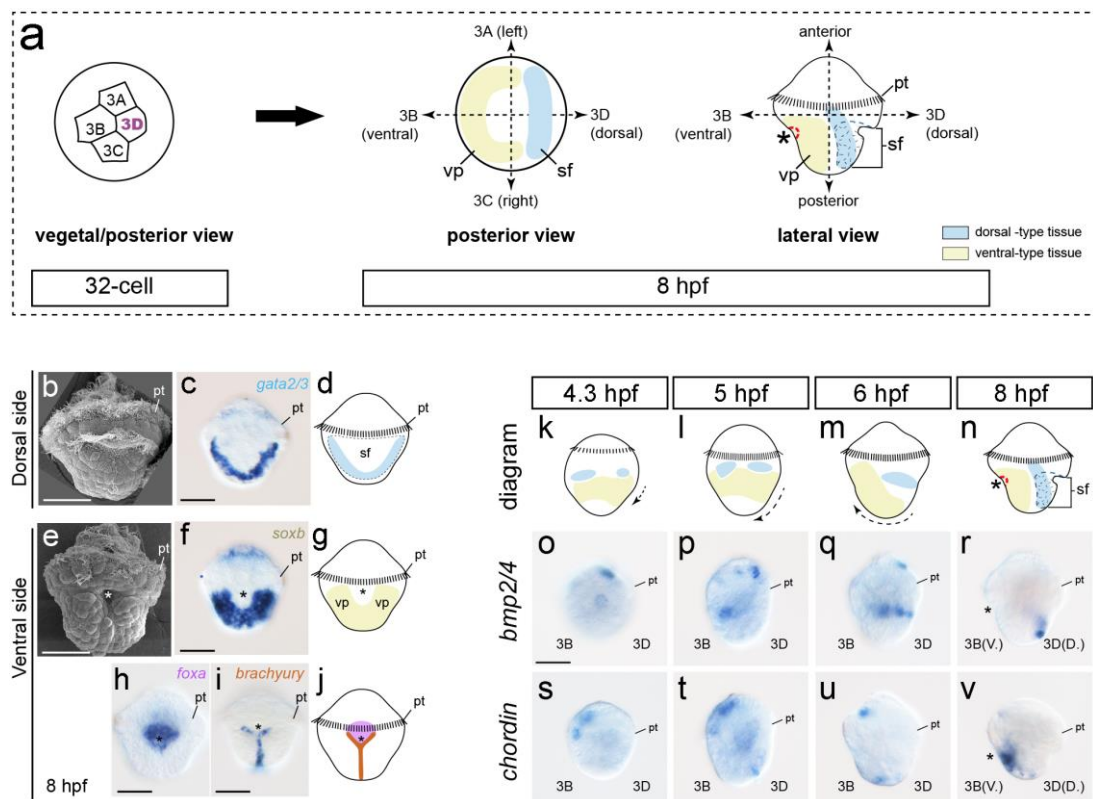 a
3A
3B
3D
3C
vegetal/posterior view
32-cell
3A (left)
3B
(ventral)
3D
(dorsal)
vp
sf
3C (right)
posterior view
anterior
pt
3B
(ventral)
3D
(dorsal)
*
sf
vp
posterior
lateral view
dorsal -type tissue
ventral-type tissue
8 hpf
Dorsal side
b
pt
c
gata2/3
pt
d
pt
sf
Ventral side
e
pt
*
f
soxb
pt
*
g
pt
*
vp
vp
h
foxa
pt
*
i
brachyury
pt
*
j
pt
*
8 hpf
4.3 hpf
5 hpf
6 hpf
8 hpf
diagram
k
l
m
n
*
sf
bmp2/4
o
3B
3D
p
pt
3B
3D
q
pt
3B
3D
r
pt
*
3B(V.)
3D(D.)
chordin
s
3B
3D
t
pt
3B
3D
u
pt
3B
3D
v
pt
*
3B(V.)
3D(D.)